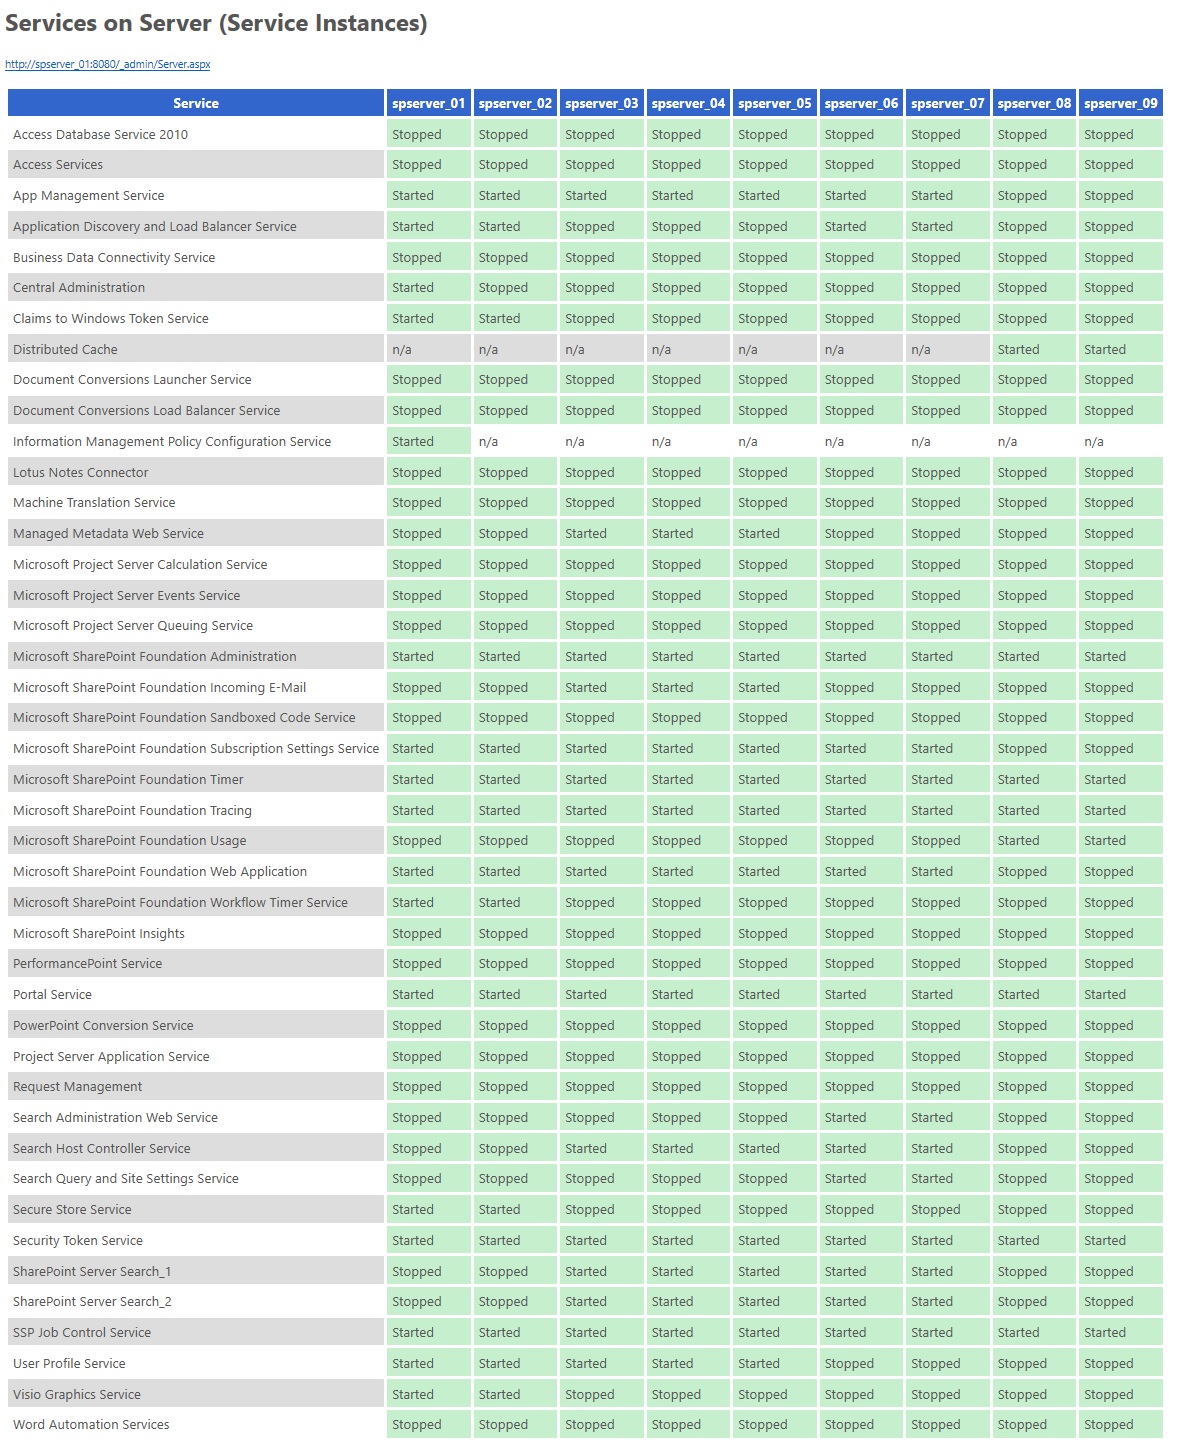 Services on Server (Service Instances)
http://spserver_01:8080/_admin/Server.aspx
Service spserver_01 spserver_02 spserver_03 spserver_04 spserver_05 spserver_06 spserver_07 spserver_08 spserver_09
Access Database Service 2010 Stopped Stopped Stopped Stopped Stopped Stopped Stopped Stopped Stopped
Access Services Stopped Stopped Stopped Stopped Stopped Stopped Stopped Stopped Stopped
App Management Service Started Started Started Started Started Started Started Stopped Stopped
Application Discovery and Load Balancer Service Started Started Stopped Stopped Stopped Started Started Stopped Stopped
Business Data Connectivity Service Stopped Stopped Stopped Stopped Stopped Stopped Stopped Stopped Stopped
Central Administration Started Stopped Stopped Stopped Stopped Stopped Stopped Stopped Stopped
Claims to Windows Token Service Started Started Stopped Stopped Stopped Stopped Stopped Stopped Stopped
Distributed Cache n/a n/a n/a n/a n/a n/a n/a Started Started
Document Conversions Launcher Service Stopped Stopped Stopped Stopped Stopped Stopped Stopped Stopped Stopped
Document Conversions Load Balancer Service Stopped Stopped Stopped Stopped Stopped Stopped Stopped Stopped Stopped
Information Management Policy Configuration Service Started n/a n/a n/a n/a n/a n/a n/a n/a
Lotus Notes Connector Stopped Stopped Stopped Stopped Stopped Stopped Stopped Stopped Stopped
Machine Translation Service Stopped Stopped Stopped Stopped Stopped Stopped Stopped Stopped Stopped
Managed Metadata Web Service Stopped Stopped Started Started Started Stopped Stopped Stopped Stopped
Microsoft Project Server Calculation Service Stopped Stopped Stopped Stopped Stopped Stopped Stopped Stopped Stopped
Microsoft Project Server Events Service Stopped Stopped Stopped Stopped Stopped Stopped Stopped Stopped Stopped
Microsoft Project Server Queuing Service Stopped Stopped Stopped Stopped Stopped Stopped Stopped Stopped Stopped
Microsoft SharePoint Foundation Administration Started Started Started Started Started Started Started Started Started
Microsoft SharePoint Foundation Incoming E-Mail Stopped Stopped Started Started Started Stopped Stopped Stopped Stopped
Microsoft SharePoint Foundation Sandboxed Code Service Stopped Stopped Stopped Stopped Stopped Stopped Stopped Stopped Stopped
Microsoft SharePoint Foundation Subscription Settings Service Started Started Started Started Started Started Started Stopped Stopped
Microsoft SharePoint Foundation Timer Started Started Started Started Started Started Started Started Started
Microsoft SharePoint Foundation Tracing Started Started Started Started Started Started Started Started Started
Microsoft SharePoint Foundation Usage Stopped Stopped Stopped Stopped Stopped Stopped Stopped Started Started
Microsoft SharePoint Foundation Web Application Started Started Started Started Started Started Started Stopped Stopped
Microsoft SharePoint Foundation Workflow Timer Service Started Started Stopped Stopped Stopped Stopped Stopped Stopped Stopped
Microsoft SharePoint Insights Stopped Stopped Stopped Stopped Stopped Stopped Stopped Stopped Stopped
PerformancePoint Service Stopped Stopped Stopped Stopped Stopped Stopped Stopped Stopped Stopped
Portal Service Started Started Started Started Started Started Started Started Started
PowerPoint Conversion Service Stopped Stopped Stopped Stopped Stopped Stopped Stopped Stopped Stopped
Project Server Application Service Stopped Stopped Stopped Stopped Stopped Stopped Stopped Stopped Stopped
Request Management Stopped Stopped Stopped Stopped Stopped Stopped Stopped Stopped Stopped
Search Administration Web Service Stopped Stopped Stopped Stopped Stopped Started Started Stopped Stopped
Search Host Controller Service Stopped Stopped Started Started Started Started Started Stopped Stopped
Search Query and Site Settings Service Stopped Stopped Stopped Stopped Stopped Started Started Stopped Stopped
Secure Store Service Started Started Stopped Stopped Stopped Stopped Stopped Stopped Stopped
Security Token Service Started Started Started Started Started Started Started Started Started
SharePoint Server Search_1 Stopped Stopped Started Started Started Started Started Stopped Stopped
SharePoint Server Search_2 Stopped Stopped Started Started Started Started Started Stopped Stopped
SSP Job Control Service Started Started Started Started Started Started Started Started Started
User Profile Service Started Started Started Started Started Stopped Stopped Stopped Stopped
Visio Graphics Service Started Started Stopped Stopped Stopped Stopped Stopped Stopped Stopped
Word Automation Services Stopped Stopped Stopped Stopped Stopped Stopped Stopped Stopped Stopped